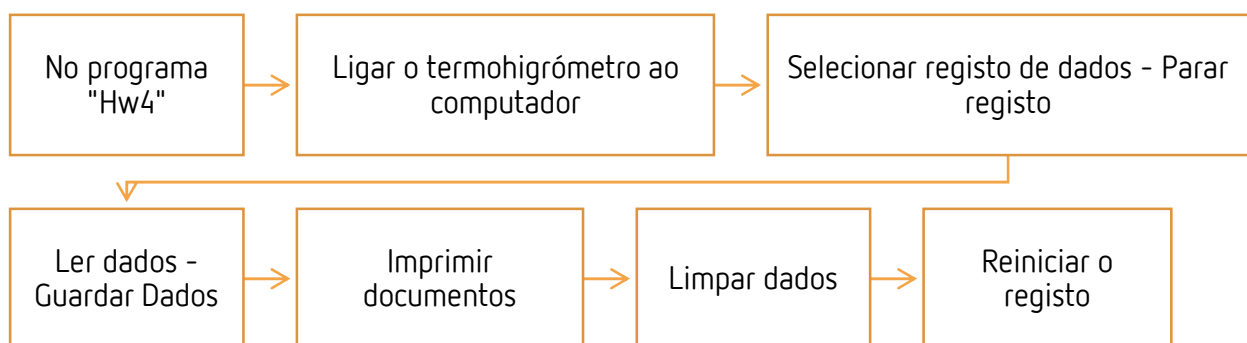 No programa
"Hw4"
Ligar o termohigrómetro ao
computador
Selecionar registo de dados - Parar
registo
Ler dados -
Guardar Dados
Imprimir
documentos
Limpar dados
Reiniciar o
registo